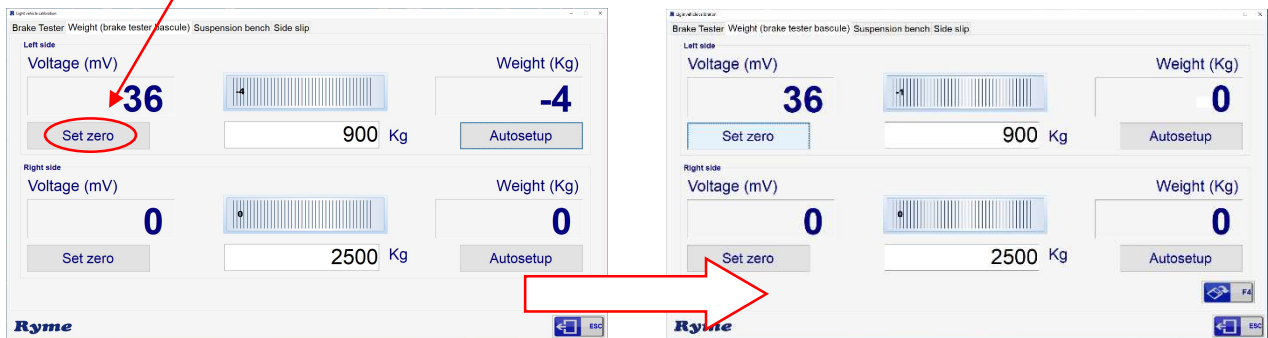 Light vehicle calibration
Brake Tester Weight (brake tester bascule) Suspension bench Side slip
Left side
Voltage (mV) Weight (Kg)
36 -4 -4
Set zero 900 Kg Autosetup
Right side
Voltage (mV) Weight (Kg)
0 0 0
Set zero 2500 Kg Autosetup
Ryme ESC
Light vehicle calibration
Brake Tester Weight (brake tester bascule) Suspension bench Side slip
Left side
Voltage (mV) Weight (Kg)
36 -1 0
Set zero 900 Kg Autosetup
Right side
Voltage (mV) Weight (Kg)
0 0 0
Set zero 2500 Kg Autosetup
F4
Ryme ESC